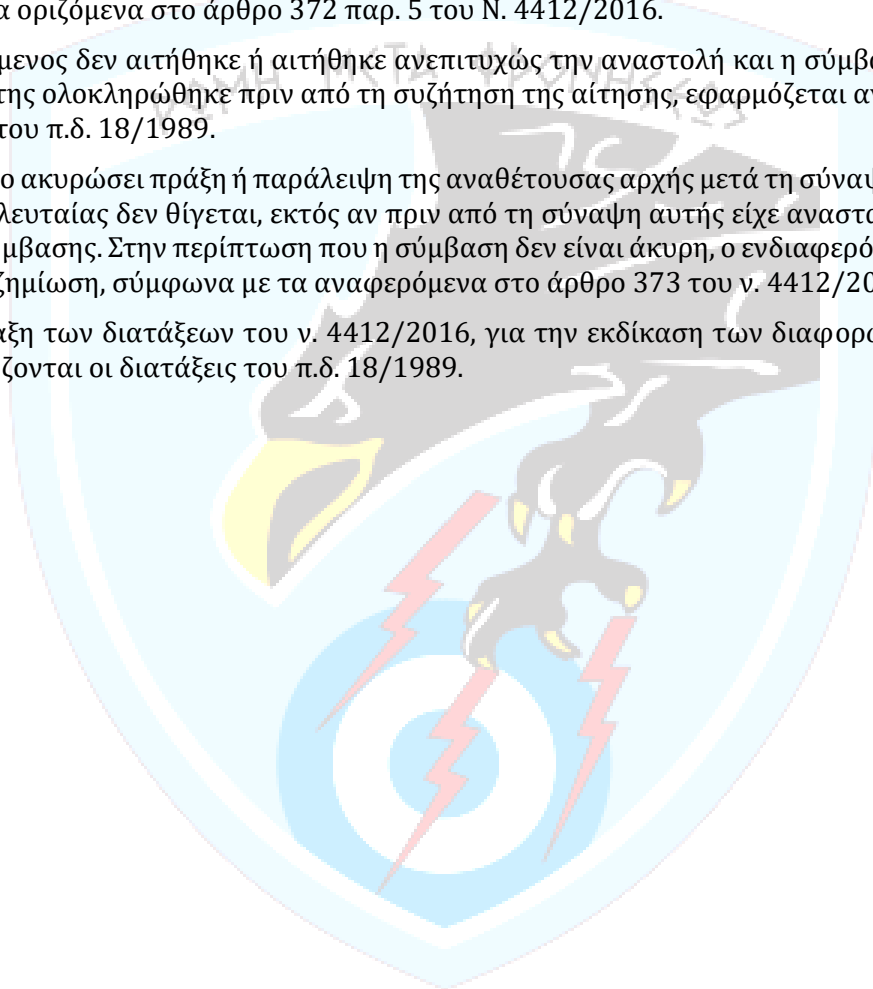 α οριζόμενα στο άρθρο 372 παρ. 5 του Ν. 4412/2016.
μενος δεν αιτήθηκε ή αιτήθηκε ανεπιτυχώς την αναστολή και η σύμβα
της ολοκληρώθηκε πριν από τη συζήτηση της αίτησης, εφαρμόζεται αν
του π.δ. 18/1989.
ο ακυρώσει πράξη ή παράλειψη της αναθέτουσας αρχής μετά τη σύναψ
λευταίας δεν θίγεται, εκτός αν πριν από τη σύναψη αυτής είχε αναστα
μβασης. Στην περίπτωση που η σύμβαση δεν είναι άκυρη, ο ενδιαφερό
ζημίωση, σύμφωνα με τα αναφερόμενα στο άρθρο 373 του ν. 4412/20
αξη των διατάξεων του ν. 4412/2016, για την εκδίκαση των διαφορώ
ζονται οι διατάξεις του π.δ. 18/1989.